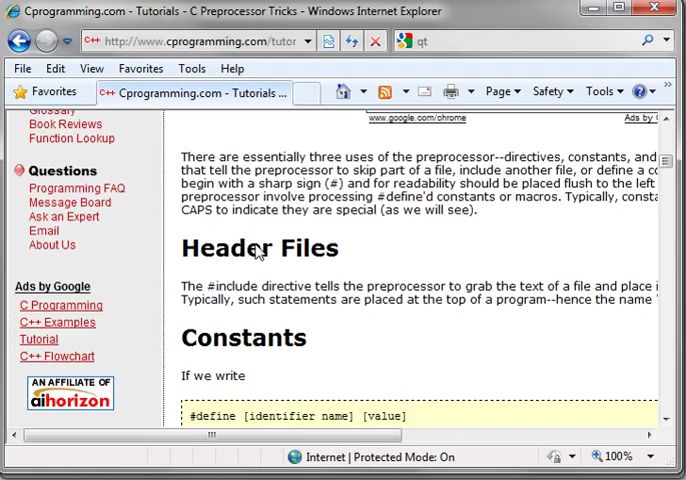 Cprogramming.com - Tutorials - C Preprocessor Tricks - Windows Internet Explorer
C++ http://www.cprogramming.com/tutor
qt
File Edit View Favorites Tools Help
Favorites C++ Cprogramming.com - Tutorials ... Page Safety Tools »
Glossary
Book Reviews
Function Lookup
Questions
Programming FAQ
Message Board
Ask an Expert
Email
About Us
Ads by Google
C Programming
C++ Examples
Tutorial
C++ Flowchart
AN AFFILIATE OF
aihorizon
www.google.com/chrome Ads by G
There are essentially three uses of the preprocessor--directives, constants, and
that tell the preprocessor to skip part of a file, include another file, or define a co
begin with a sharp sign (#) and for readability should be placed flush to the left
preprocessor involve processing #define'd constants or macros. Typically, consta
CAPS to indicate they are special (as we will see).
Header Files
The #include directive tells the preprocessor to grab the text of a file and place i
Typically, such statements are placed at the top of a program--hence the name "
Constants
If we write
#define [identifier name] [value]
Internet | Protected Mode: On 100%